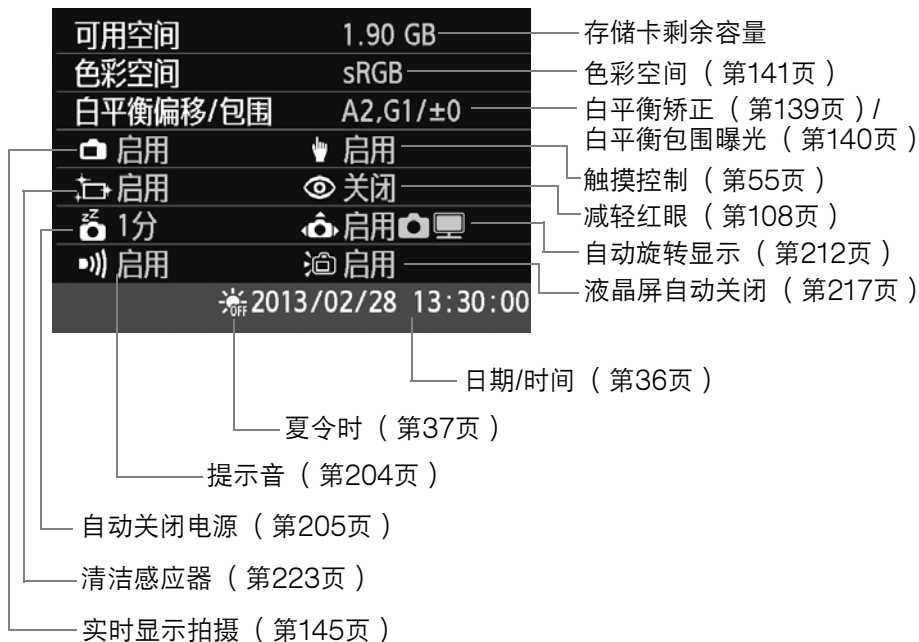 可用空间 1.90 GB 存储卡剩余容量
色彩空间 sRGB 色彩空间（第141页）
白平衡偏移/包围 A2,G1/±0 白平衡矫正（第139页）/
白平衡包围曝光（第140页）
启用 启用 触摸控制（第55页）
启用 关闭 减轻红眼（第108页）
zZ 1分 启用 自动旋转显示（第212页）
启用 启用 液晶屏自动关闭（第217页）
OFF 2013/02/28 13:30:00
日期/时间（第36页）
夏令时（第37页）
提示音（第204页）
自动关闭电源（第205页）
清洁感应器（第223页）
实时显示拍摄（第145页）